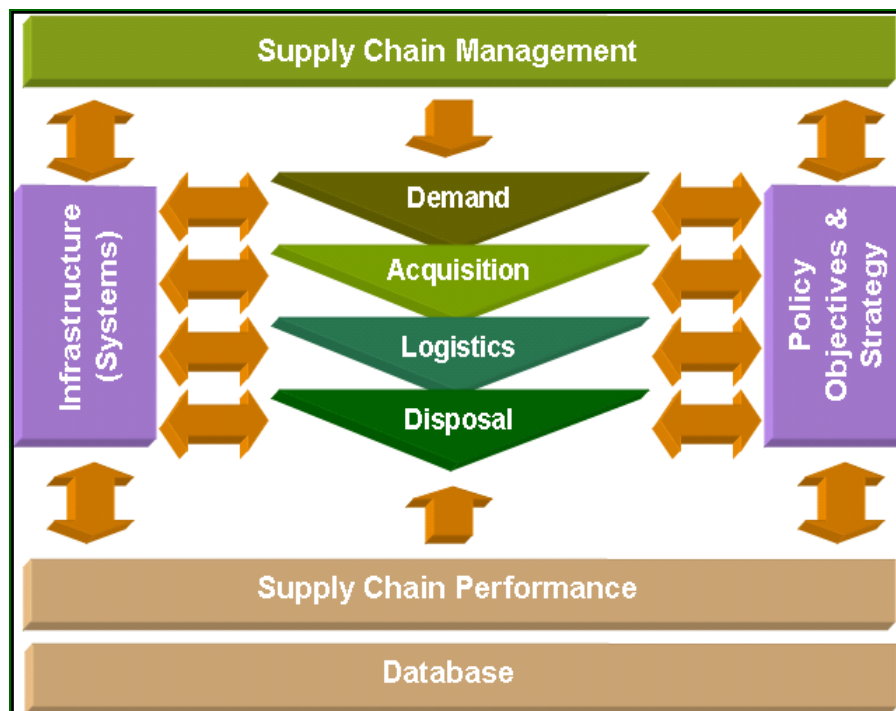 Supply Chain Management
Infrastructure
(Systems)
Demand
Acquisition
Logistics
Disposal
Policy
Objectives &
Strategy
Supply Chain Performance
Database